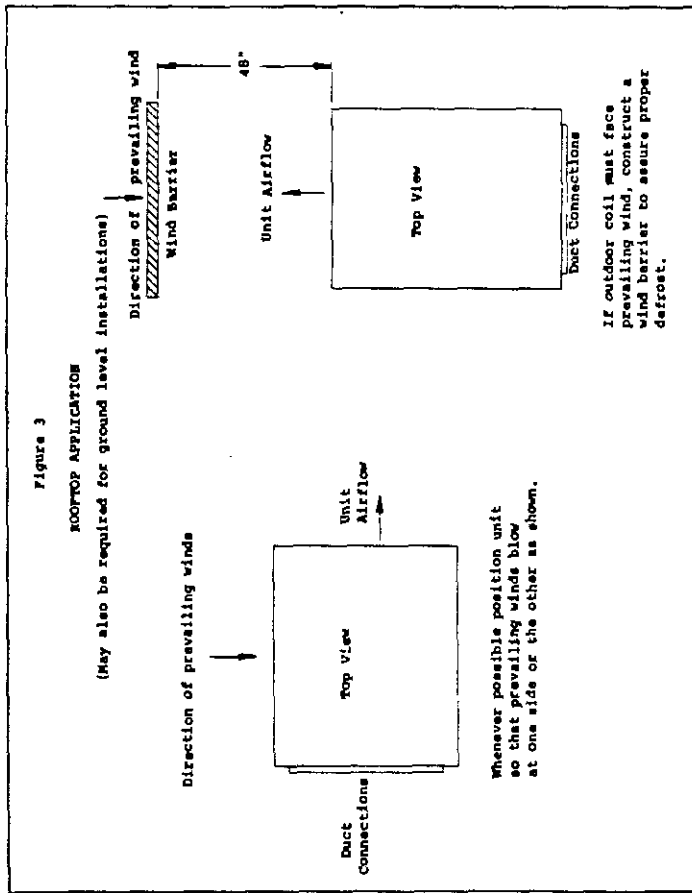 Figure 3
ROOFTOP APPLICATION
(May also be required for ground level installations)
Direction of prevailing winds
Duct
Connections
Top View
Unit
Airflow
Whenever possible position unit
so that prevailing winds blow
at one side or the other as shown.
Direction of prevailing wind
Wind Barrier
48"
Unit Airflow
Top View
Duct Connections
If outdoor coil must face
prevailing wind, construct a
wind barrier to assure proper
defrost.